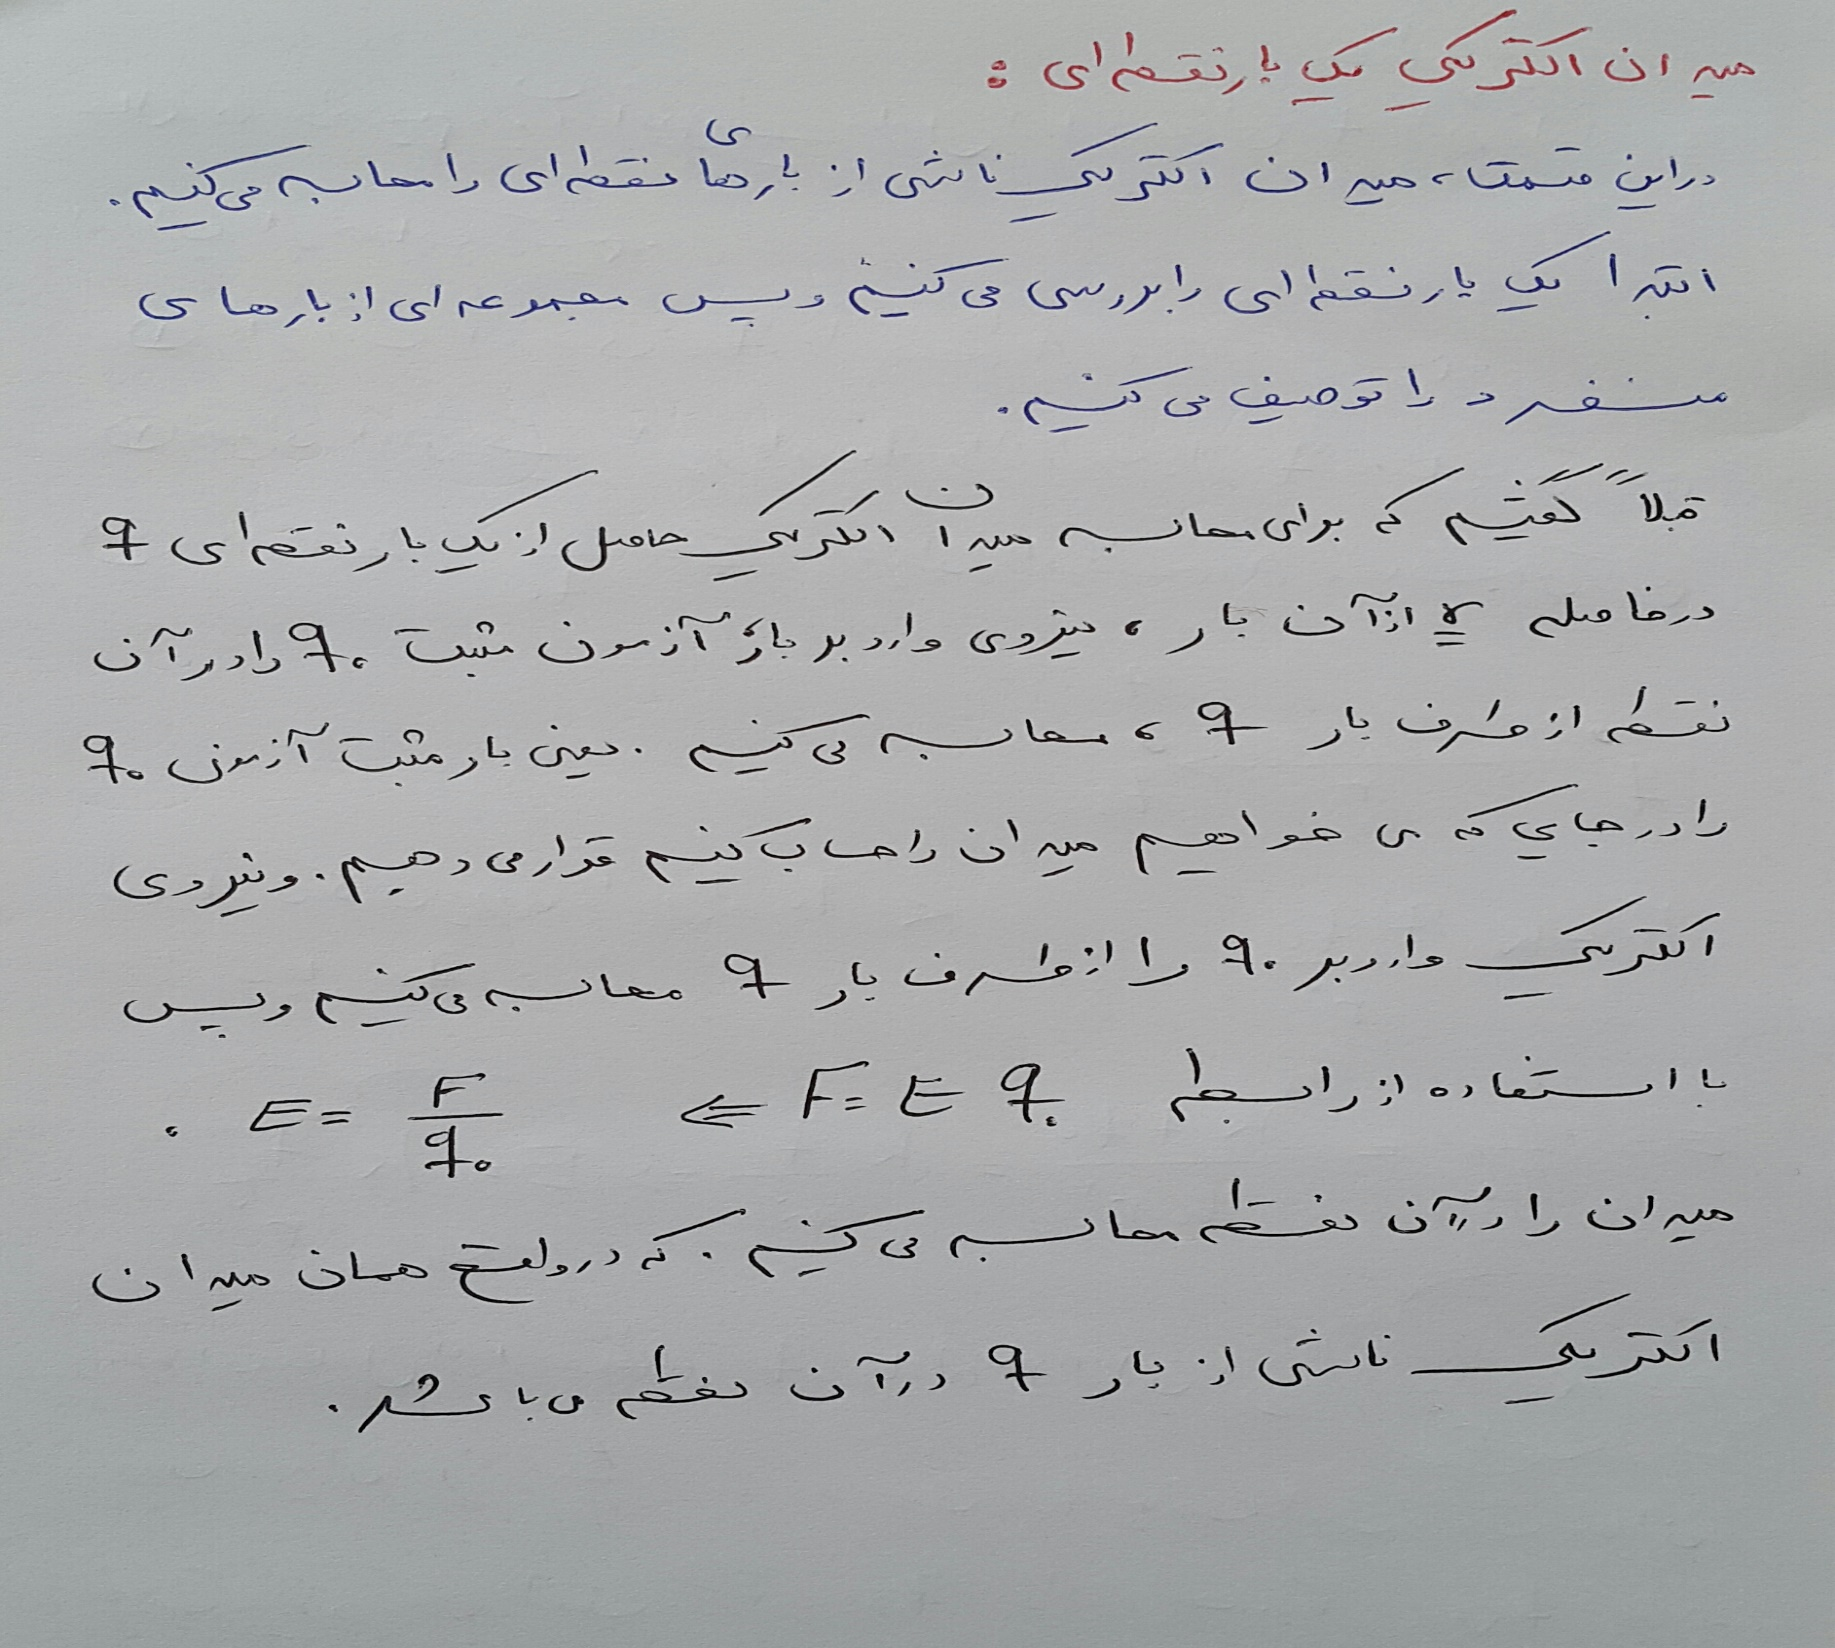 میدان الکتریکی یک بار نقطه‌ای :
در این قسمت، میدان الکتریکی ناشی از بارهای نقطه‌ای را محاسبه می‌کنیم.
ابتدا یک بار نقطه‌ای را بررسی می‌کنیم و سپس مجموعه‌ای از بارهای
منفرد را توصیف می‌کنیم.
قبلاً گفتیم که برای محاسبه میدان الکتریکی حاصل از یک بار نقطه‌ای q
در فاصله r از آن بار، نیروی وارد بر بار آزمون مثبت q₀ را در آن
نقطه از طرف بار q، محاسبه می‌کنیم. یعنی بار مثبت آزمون q₀
را در جایی که می خواهیم میدان را حساب کنیم قرار می‌دهیم. و نیروی
الکتریکی وارد بر q₀ را از طرف بار q محاسبه می‌کنیم و سپس
با استفاده از رابطه F = E q₀ ⇐ E = F/q₀ .
میدان را در آن نقطه محاسبه می‌کنیم. که در واقع همان میدان
الکتریکی ناشی از بار q در آن نقطه می‌باشد.